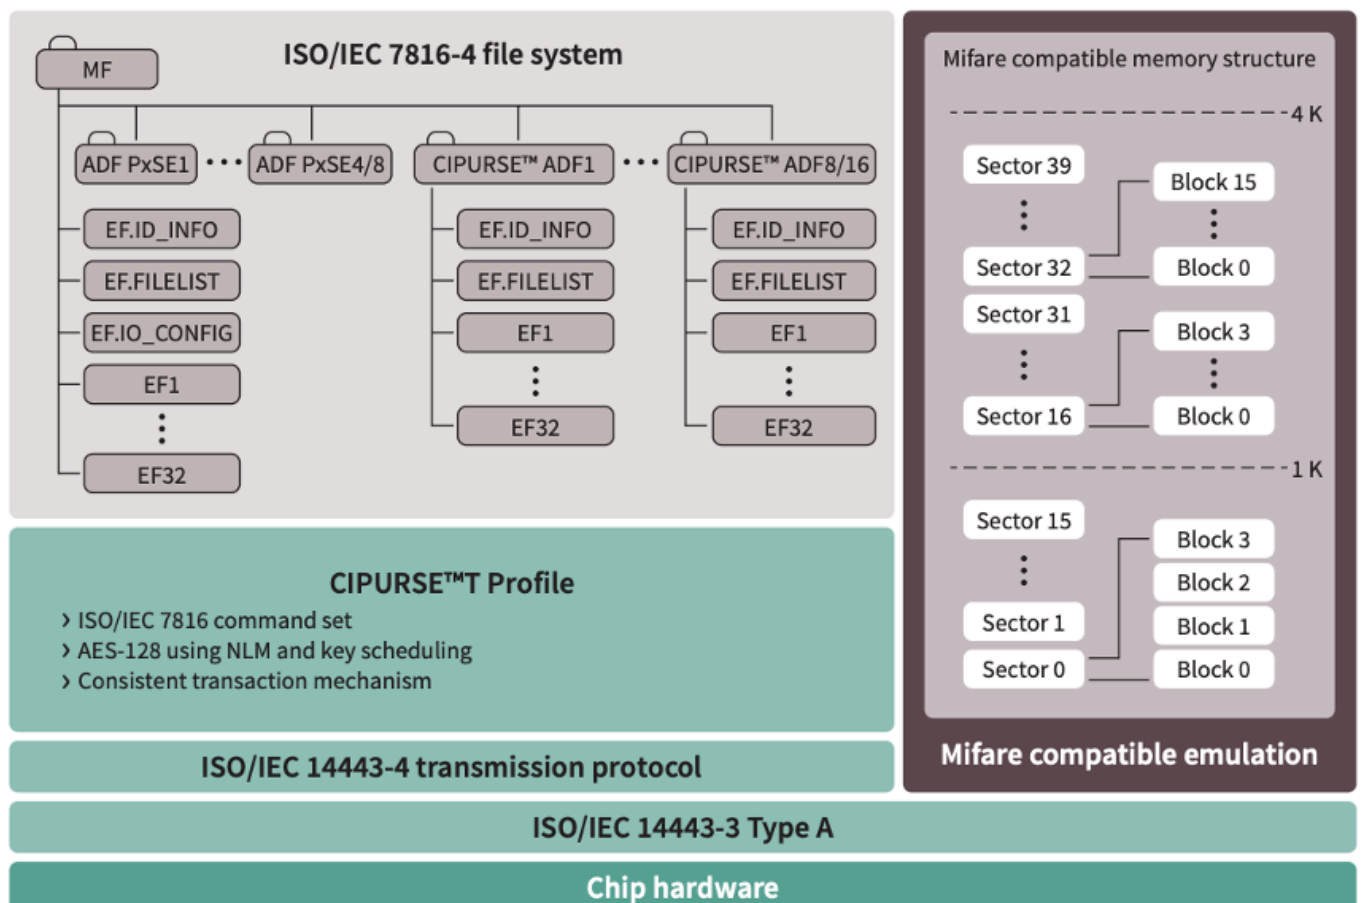 ISO/IEC 7816-4 file system
MF
ADF PxSE1 ••• ADF PxSE4/8
CIPURSE™ ADF1 ••• CIPURSE™ ADF8/16
EF.ID_INFO
EF.FILELIST
EF.IO_CONFIG
EF1
EF32
EF.ID_INFO
EF.FILELIST
EF1
EF32
EF.ID_INFO
EF.FILELIST
EF1
EF32
CIPURSE™T Profile
› ISO/IEC 7816 command set
› AES-128 using NLM and key scheduling
› Consistent transaction mechanism
ISO/IEC 14443-4 transmission protocol
Mifare compatible memory structure
4 K
Sector 39
Block 15
Sector 32
Block 0
Sector 31
Block 3
Sector 16
Block 0
1 K
Sector 15
Block 3
Block 2
Sector 1
Block 1
Sector 0
Block 0
Mifare compatible emulation
ISO/IEC 14443-3 Type A
Chip hardware